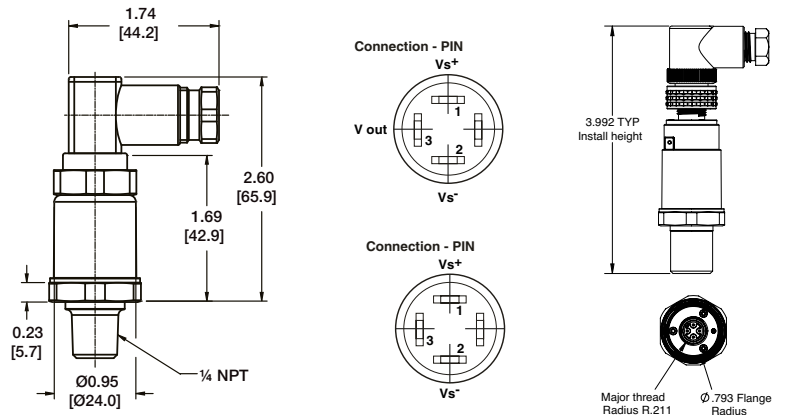 1.74
[44.2]
2.60
[65.9]
1.69
[42.9]
0.23
[5.7]
Ø0.95
[Ø24.0]
¼ NPT
Connection - PIN
Vs+
1
V out
3
2
Vs-
Connection - PIN
Vs+
1
3
2
Vs-
3.992 TYP
Install height
Major thread
Radius R.211
Ø .793 Flange
Radius